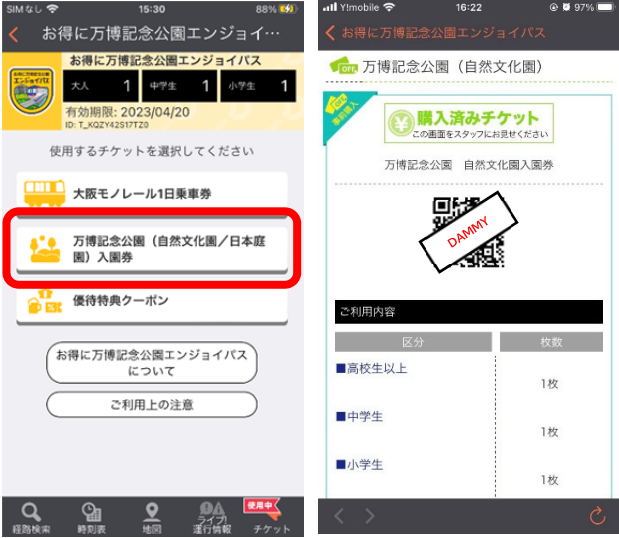 SIMなし 15:30 88%
お得に万博記念公園エンジョイ…
お得に万博記念公園エンジョイパス
大人 1 中学生 1 小学生 1
有効期限: 2023/04/20
ID: T_KQZY42S17TZ0
使用するチケットを選択してください
大阪モノレール1日乗車券
万博記念公園（自然文化園／日本庭
園）入園券
優待特典クーポン
お得に万博記念公園エンジョイパス
について
ご利用上の注意
使用中
経路検索 時刻表 地図 ライブ!運行情報 チケット
Y!mobile 16:22 97%
お得に万博記念公園エンジョイパス
OFF 万博記念公園（自然文化園）
事前購入
購入済みチケット
この画面をスタッフにお見せください
万博記念公園 自然文化園入園券
DAMMY
ご利用内容
区分 枚数
■高校生以上
1枚
■中学生
1枚
■小学生
1枚